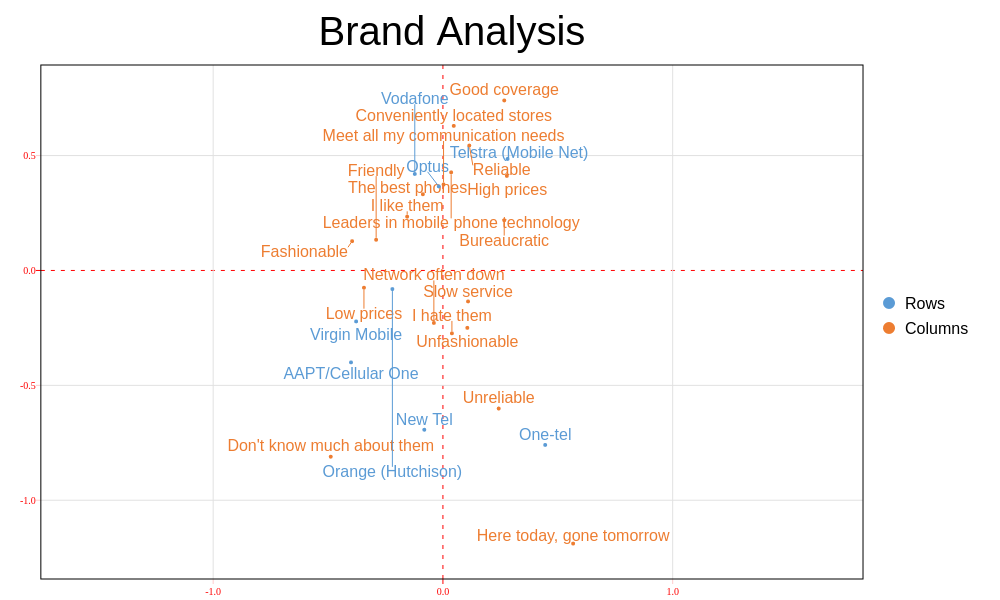 Brand Analysis
Good coverage
Vodafone
Conveniently located stores
Meet all my communication needs
Telstra (Mobile Net)
0.5
Friendly
Optus
Reliable
The best phones
High prices
I like them
Leaders in mobile phone technology
Bureaucratic
Fashionable
0.0
Network often down
Slow service
Rows
Low prices
I hate them
Columns
Virgin Mobile
Unfashionable
AAPT/Cellular One
-0.5
Unreliable
New Tel
One-tel
Don't know much about them
Orange (Hutchison)
-1.0
Here today, gone tomorrow
-1.0
0.0
1.0